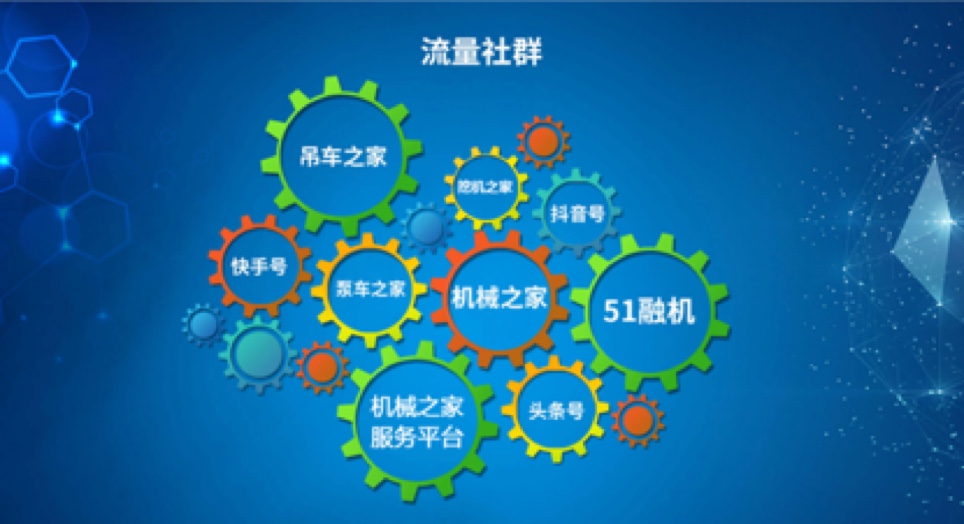 流量社群
吊车之家
挖机之家
抖音号
快手号
泵车之家
机械之家
51融机
机械之家
服务平台
头条号